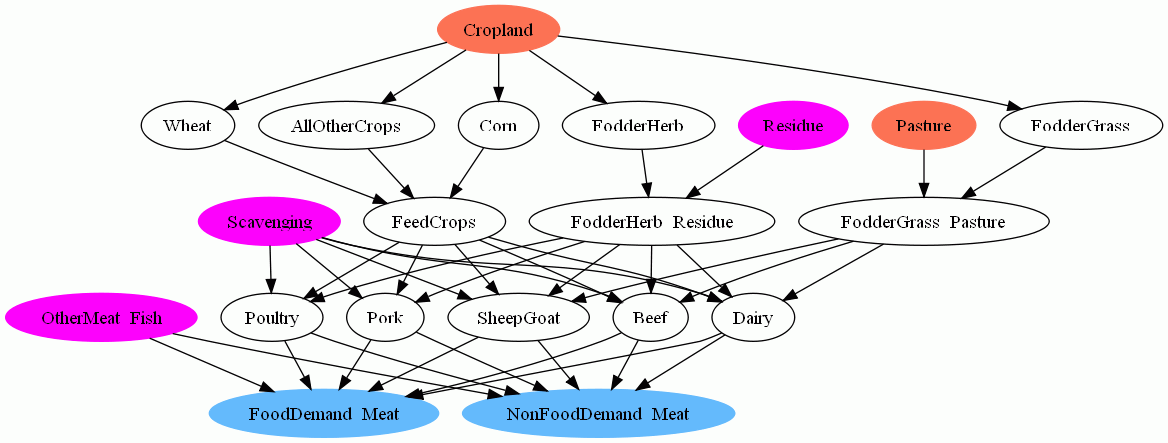 Cropland
Wheat
AllOtherCrops
Corn
FodderHerb
Residue
Pasture
FodderGrass
Scavenging
FeedCrops
FodderHerb Residue
FodderGrass Pasture
OtherMeat Fish
Poultry
Pork
SheepGoat
Beef
Dairy
FoodDemand Meat
NonFoodDemand Meat